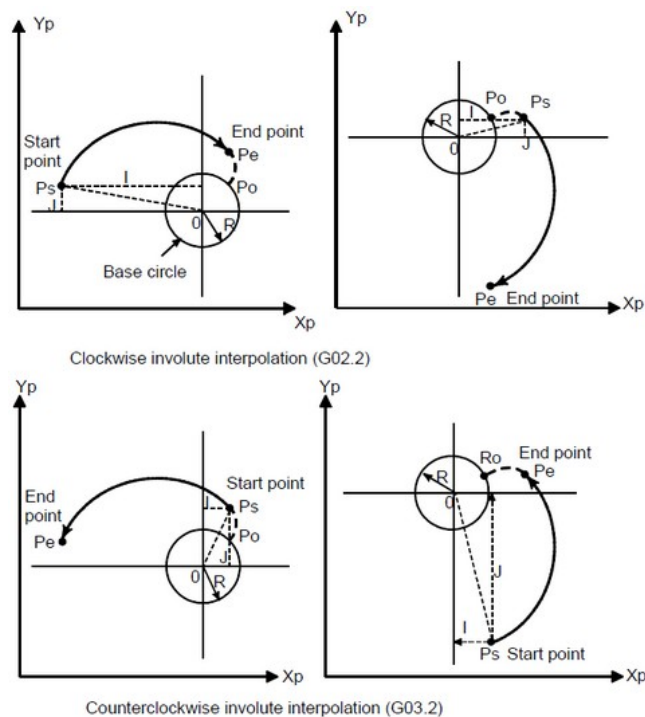 Yp
Start
point
Ps
I
J
End point
Pe
Po
0
R
Base circle
Xp
Yp
Po
Ps
R
I
0
J
Pe End point
Xp
Clockwise involute interpolation (G02.2)
Yp
End
point
Pe
Start point
I
Ps
Po
J
0
R
Xp
Yp
Ro
End point
Pe
R
0
J
I
Ps Start point
Xp
Counterclockwise involute interpolation (G03.2)